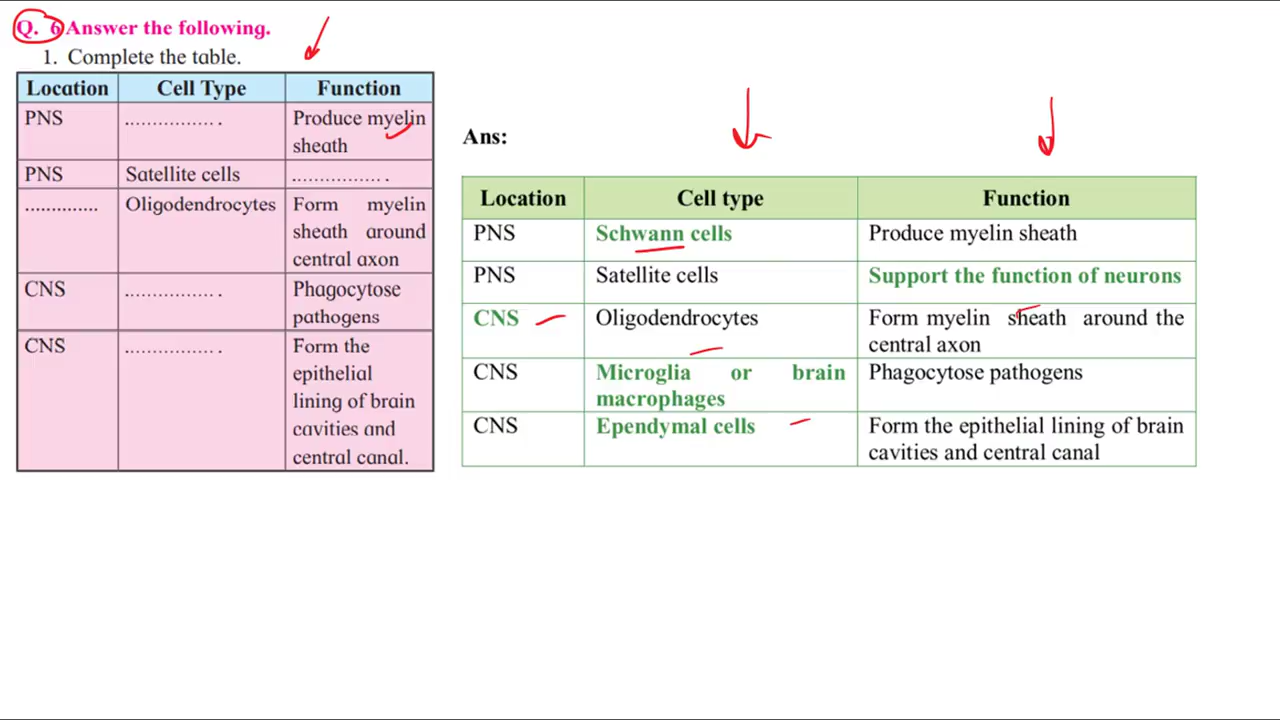 Q. 6 Answer the following.
1. Complete the table.
Location Cell Type Function
PNS ................ . Produce myelin
sheath
PNS Satellite cells ................ .
.............. Oligodendrocytes Form myelin
sheath around
central axon
CNS ................ . Phagocytose
pathogens
CNS ................ . Form the
epithelial
lining of brain
cavities and
central canal.
Ans:
Location Cell type Function
PNS Schwann cells Produce myelin sheath
PNS Satellite cells Support the function of neurons
CNS Oligodendrocytes Form myelin sheath around the
central axon
CNS Microglia or brain Phagocytose pathogens
macrophages
CNS Ependymal cells Form the epithelial lining of brain
cavities and central canal